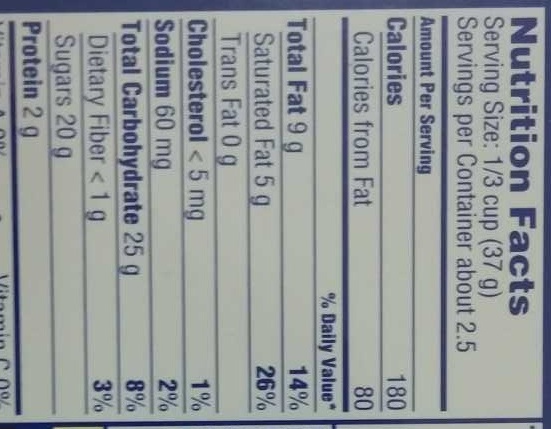 Nutrition Facts
Serving Size: 1/3 cup (37 g)
Servings per Container about 2.5
Amount Per Serving
Calories 180
Calories from Fat 80
% Daily Value*
Total Fat 9 g 14%
Saturated Fat 5 g 26%
Trans Fat 0 g
Cholesterol < 5 mg 1%
Sodium 60 mg 2%
Total Carbohydrate 25 g 8%
Dietary Fiber < 1 g 3%
Sugars 20 g
Protein 2 g
Vitamin A 0% • Vitamin C 0%